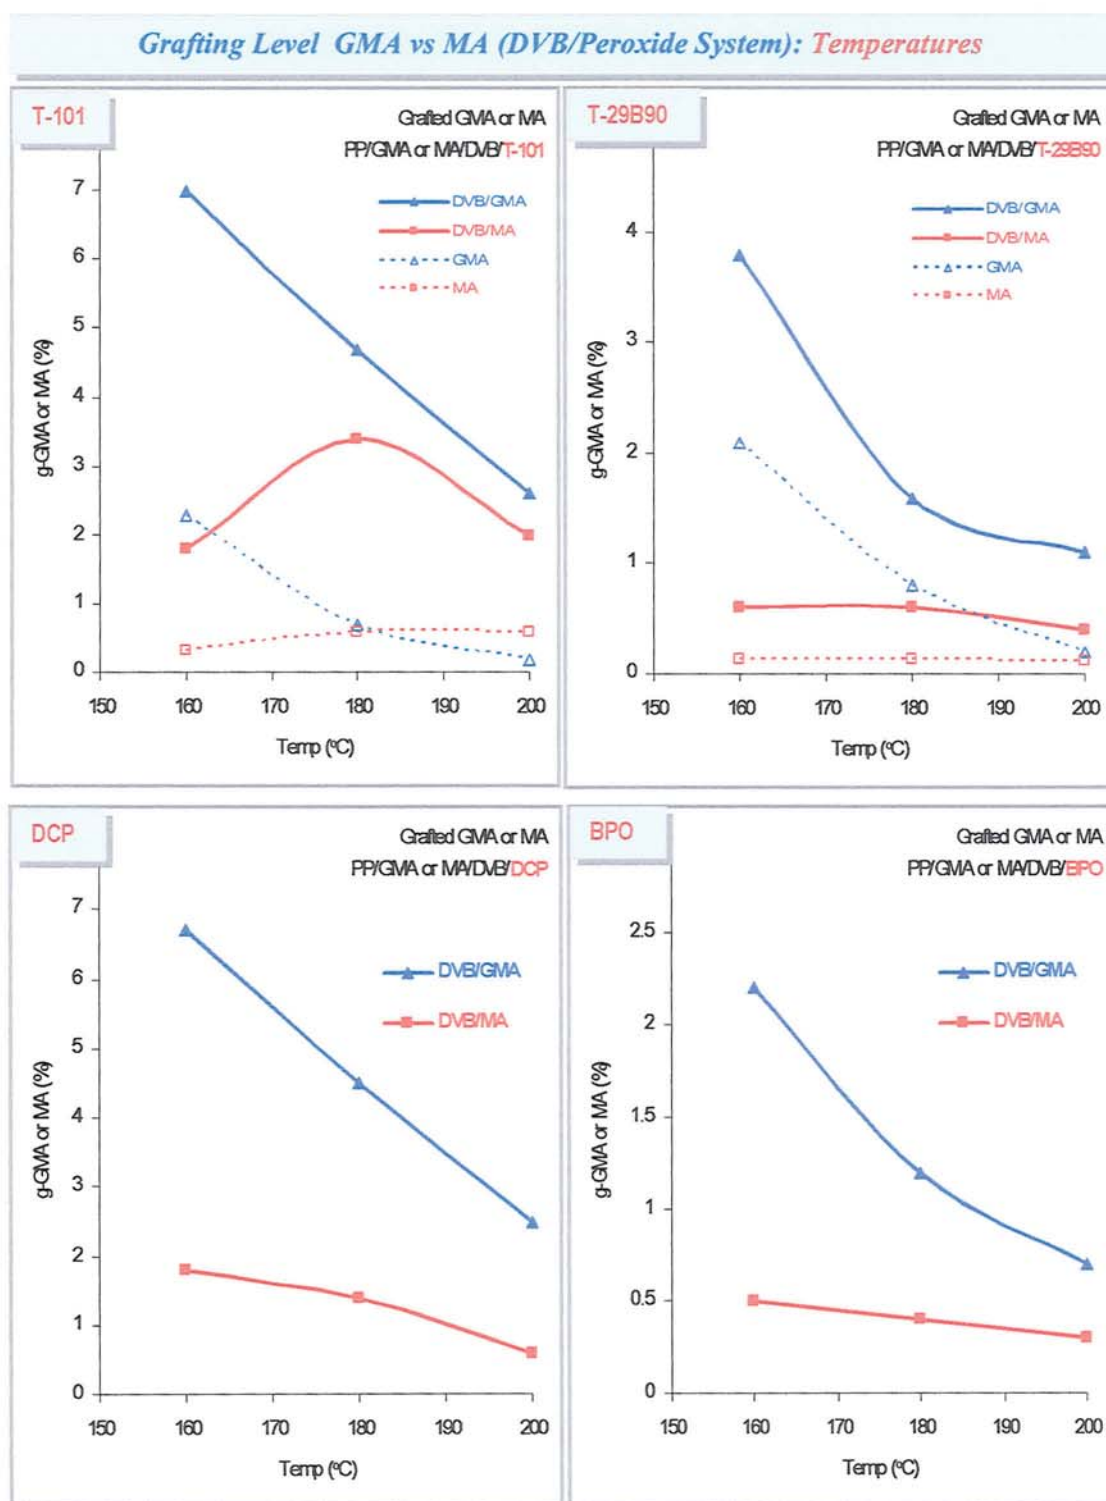 Grafting Level GMA vs MA (DVB/Peroxide System): Temperatures
T-101
Grafted GMA or MA
PP/GMA or MA/DVB/T-101
DVB/GMA
DVB/MA
GMA
MA
7
6
5
4
3
2
1
0
g-GMA or MA (%)
150 160 170 180 190 200
Temp (ºC)
T-29B90
Grafted GMA or MA
PP/GMA or MA/DVB/T-29B90
DVB/GMA
DVB/MA
GMA
MA
4
3
2
1
0
g-GMA or MA (%)
150 160 170 180 190 200
Temp (ºC)
DCP
Grafted GMA or MA
PP/GMA or MA/DVB/DCP
DVB/GMA
DVB/MA
7
6
5
4
3
2
1
0
g-GMA or MA (%)
150 160 170 180 190 200
Temp (ºC)
BPO
Grafted GMA or MA
PP/GMA or MA/DVB/BPO
DVB/GMA
DVB/MA
2.5
2
1.5
1
0.5
0
g-GMA or MA (%)
150 160 170 180 190 200
Temp (ºC)